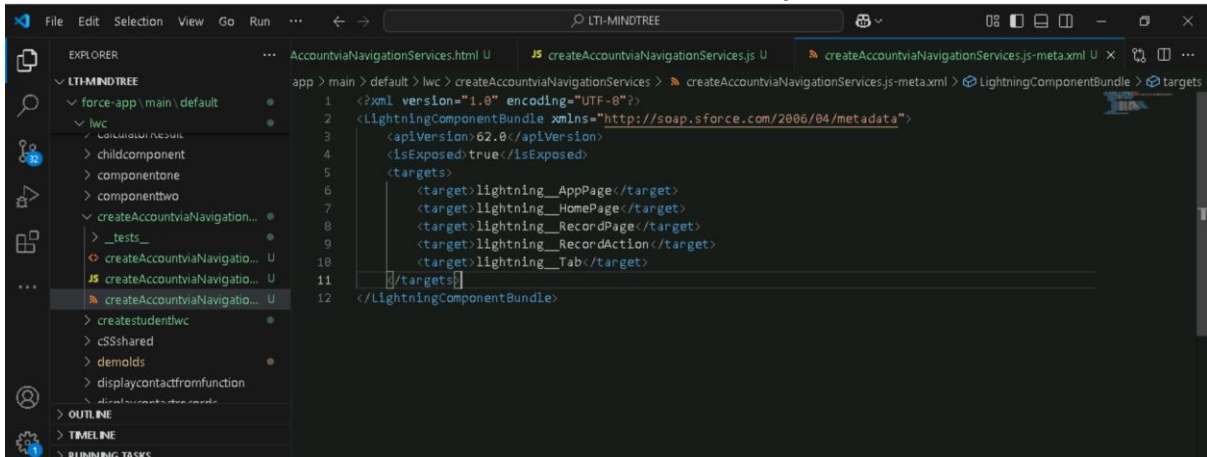 File Edit Selection View Go Run ... LTI-MINDTREE
EXPLORER ...
LTI-MINDTREE
force-app \ main \ default
lwc
calculatorResult
childcomponent
componentone
componenttwo
createAccountviaNavigation...
__tests__
createAccountviaNavigatio... U
JS createAccountviaNavigatio... U
createAccountviaNavigatio... U
createstudentlwc
cSSshared
demolds
displaycontactfromfunction
OUTLINE
TIMELINE
RUNNING TASKS
32
1
AccountviaNavigationServices.html U JS createAccountviaNavigationServices.js U createAccountviaNavigationServices.js-meta.xml U
app > main > default > lwc > createAccountviaNavigationServices > createAccountviaNavigationServices.js-meta.xml > LightningComponentBundle > targets
1 <?xml version="1.0" encoding="UTF-8"?>
2 <LightningComponentBundle xmlns="http://soap.sforce.com/2006/04/metadata">
3 <apiVersion>62.0</apiVersion>
4 <isExposed>true</isExposed>
5 <targets>
6 <target>lightning__AppPage</target>
7 <target>lightning__HomePage</target>
8 <target>lightning__RecordPage</target>
9 <target>lightning__RecordAction</target>
10 <target>lightning__Tab</target>
11 </targets>
12 </LightningComponentBundle>